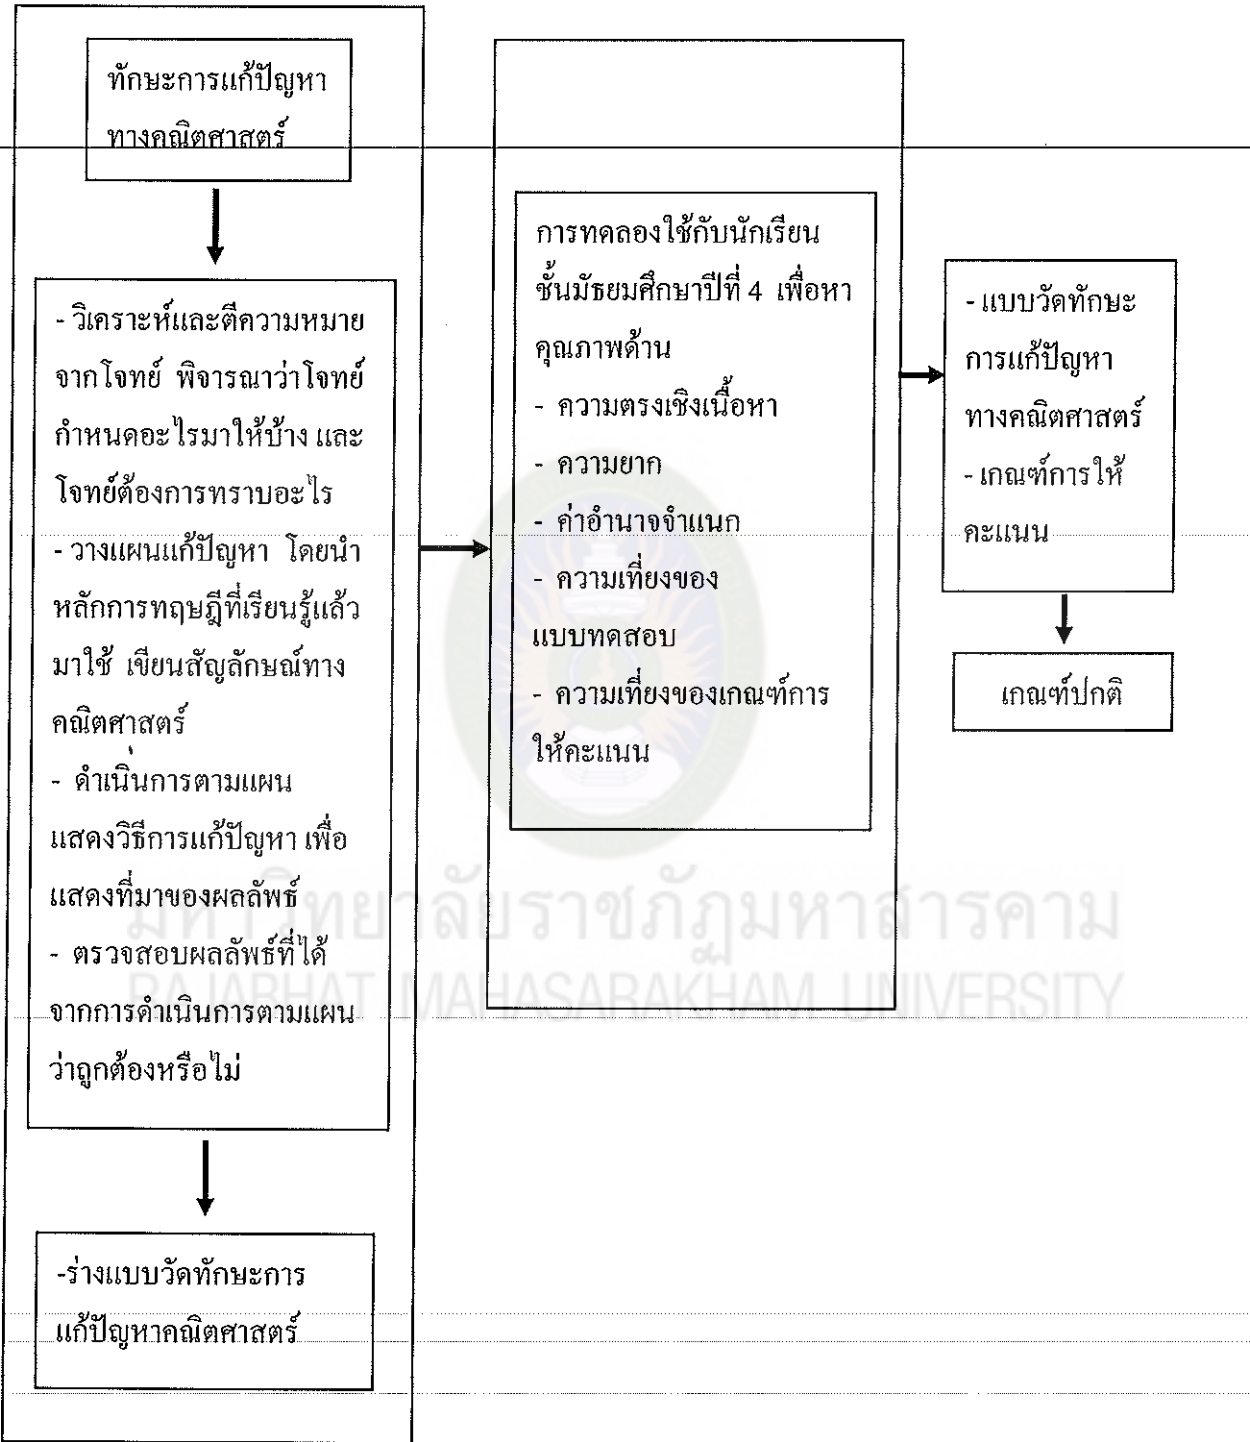 ทักษะการแก้ปัญหา
ทางคณิตศาสตร์
- วิเคราะห์และตีความหมาย
จากโจทย์ พิจารณาว่าโจทย์
กำหนดอะไรมาให้บ้าง และ
โจทย์ต้องการทราบอะไร
- วางแผนแก้ปัญหา โดยนำ
หลักการทฤษฎีที่เรียนรู้แล้ว
มาใช้ เขียนสัญลักษณ์ทาง
คณิตศาสตร์
- ดำเนิ่นการตามแผน
แสดงวิธีการแก้ปัญหา เพื่อ
แสดงที่มาของผลลัพธ์
- ตรวจสอบผลลัพธ์ที่ได้
จากการดำเนินการตามแผน
ว่าถูกต้องหรือไม่
-ร่างแบบวัดทักษะการ
แก้ปัญหาคณิตศาสตร์
การทดลองใช้กับนักเรียน
ชั้นมัธยมศึกษาปีที่ 4 เพื่อหา
คุณภาพด้าน
- ความตรงเชิงเนื้อหา
- ความยาก
- ค่าอำนาจจำแนก
- ความเที่ยงของ
แบบทดสอบ
- ความเที่ยงของเกณฑ์การ
ให้คะแนน
- แบบวัดทักษะ
การแก้ปัญหา
ทางคณิตศาสตร์
- เกณฑ์การให้
คะแนน
เกณฑ์ปกติ
มหาวิทยาลัยราชภัฏมหาสารคาม
RAJABHAT MAHASARAKHAM UNIVERSITY